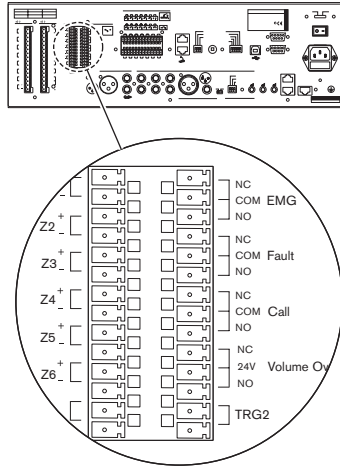 NC
COM EMG
NO
Z2 + -
NC
Z3 + -
COM Fault
NO
Z4 + -
NC
COM Call
NO
Z5 + -
NC
Z6 + -
24V Volume
NO
TRG2